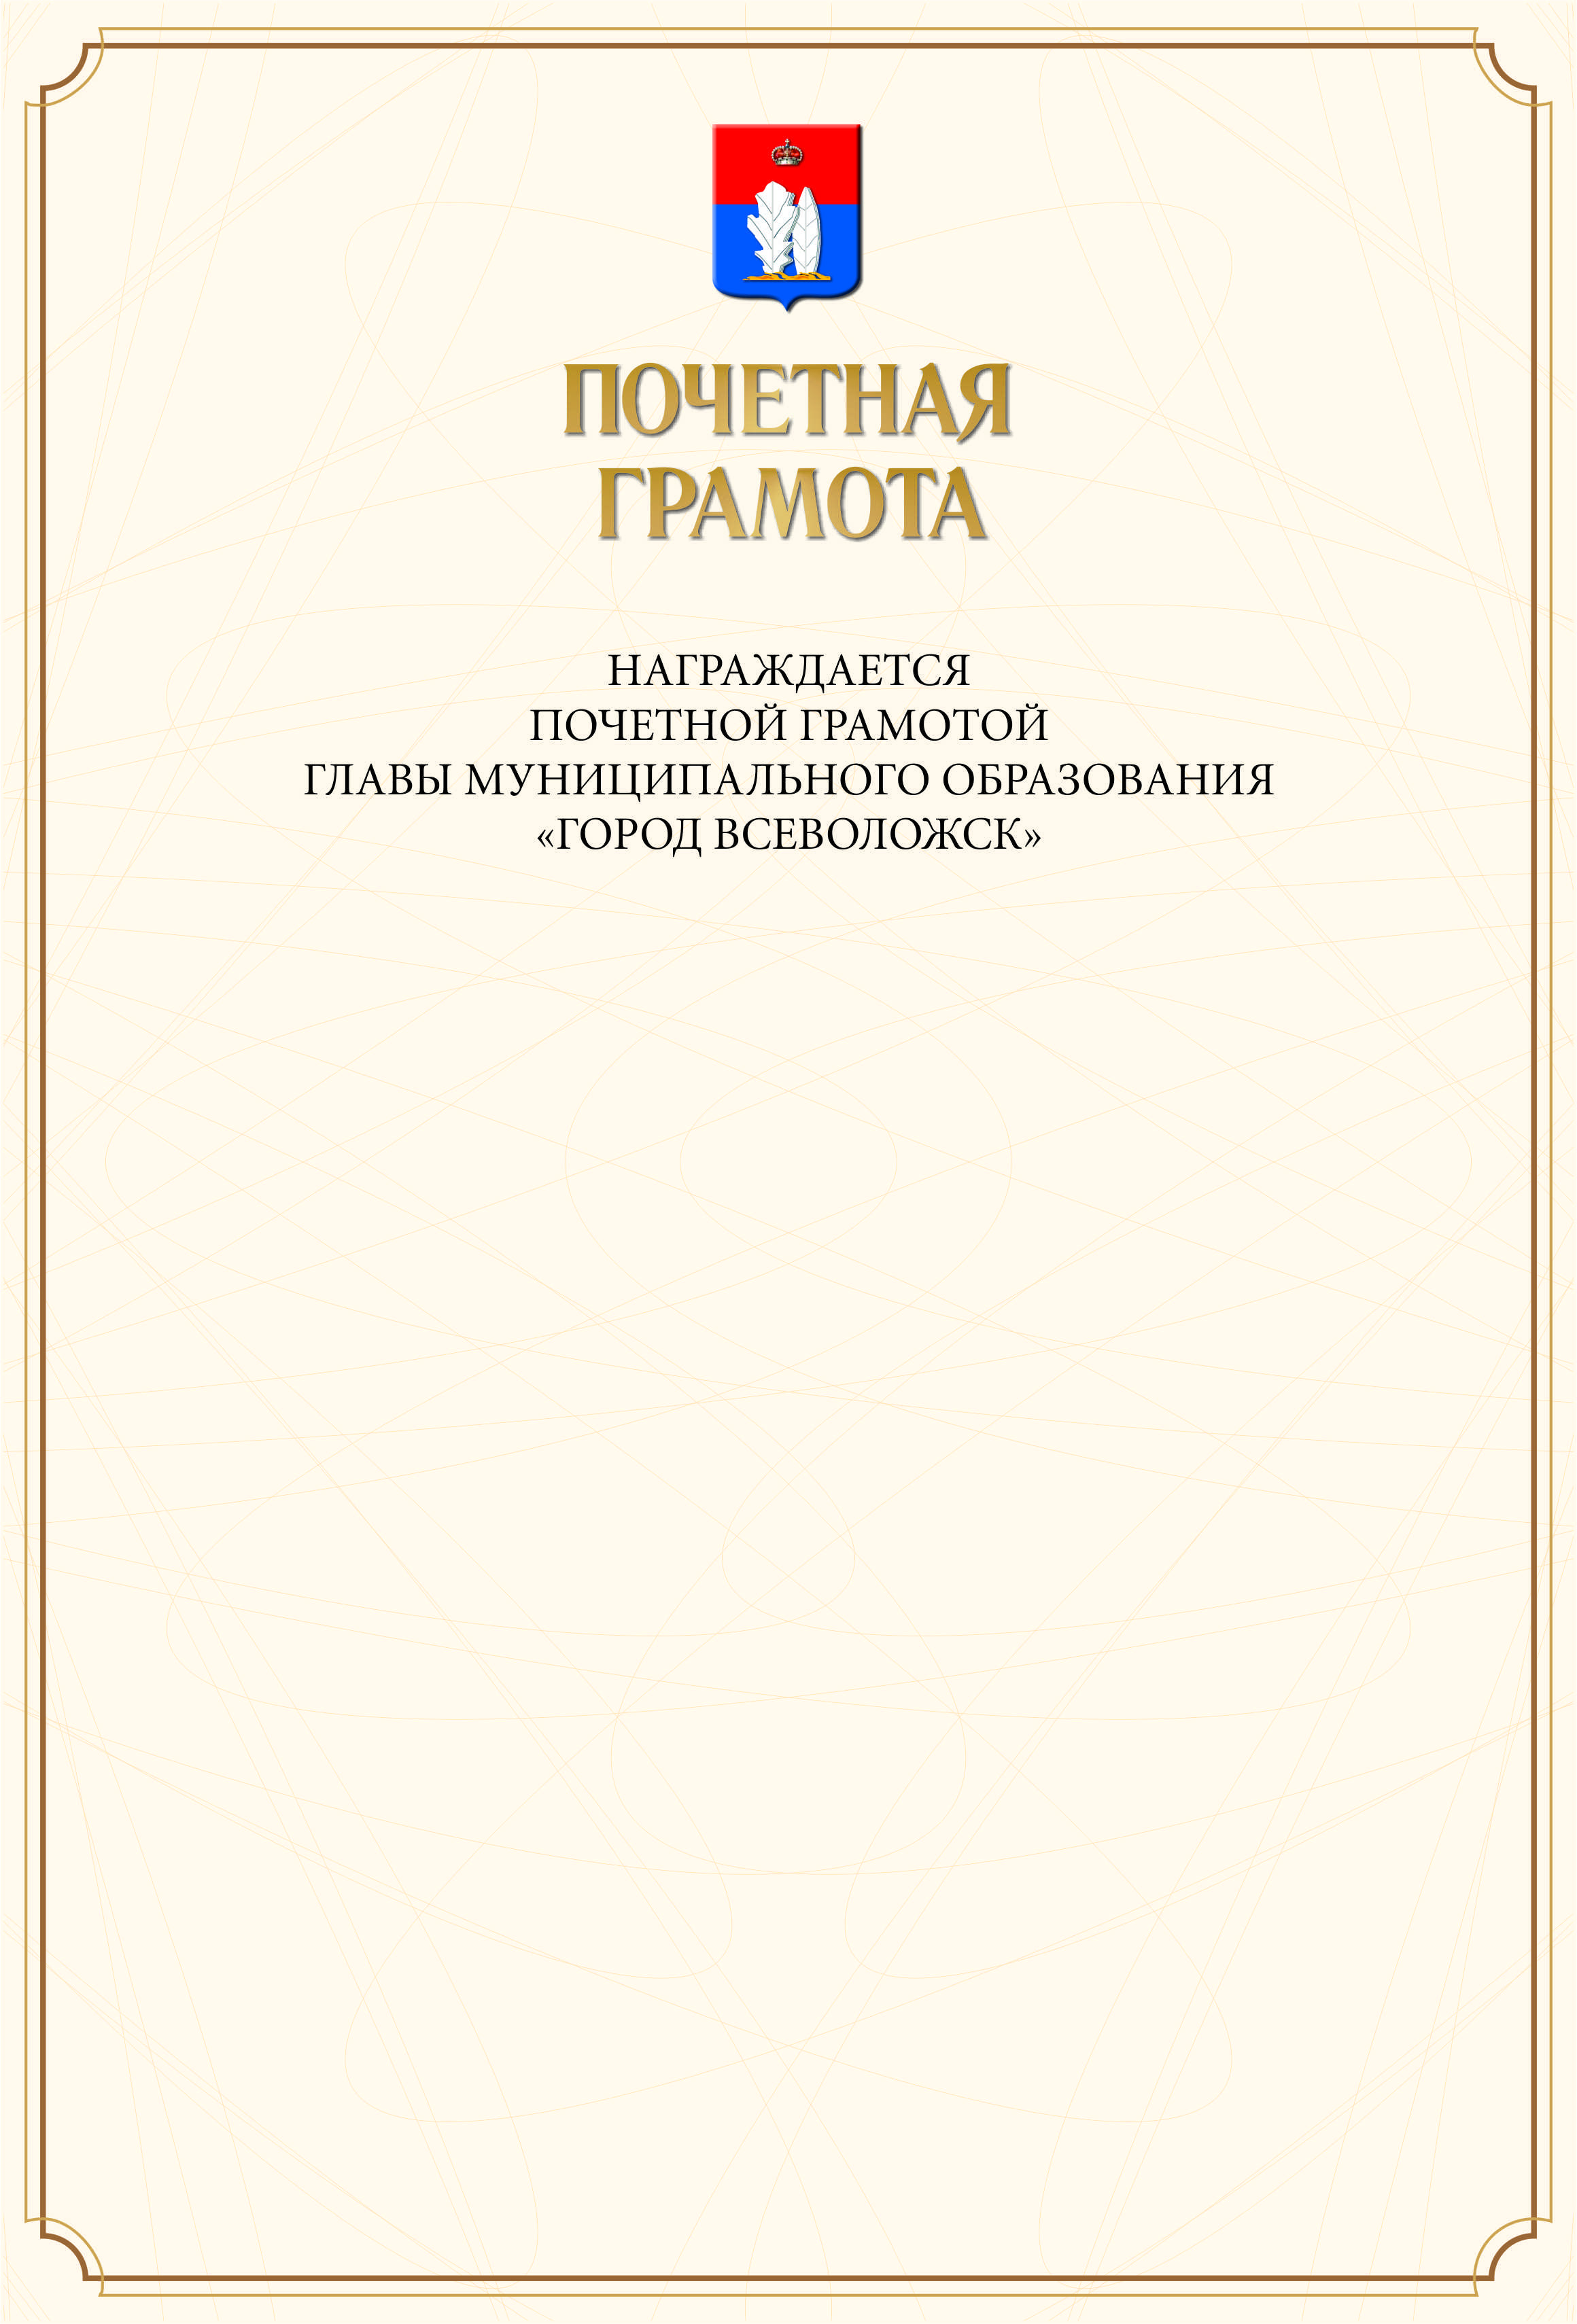 ПОЧЕТНАЯ
ГРАМОТА
НАГРАЖДАЕТСЯ
ПОЧЕТНОЙ ГРАМОТОЙ
ГЛАВЫ МУНИЦИПАЛЬНОГО ОБРАЗОВАНИЯ
«ГОРОД ВСЕВОЛОЖСК»